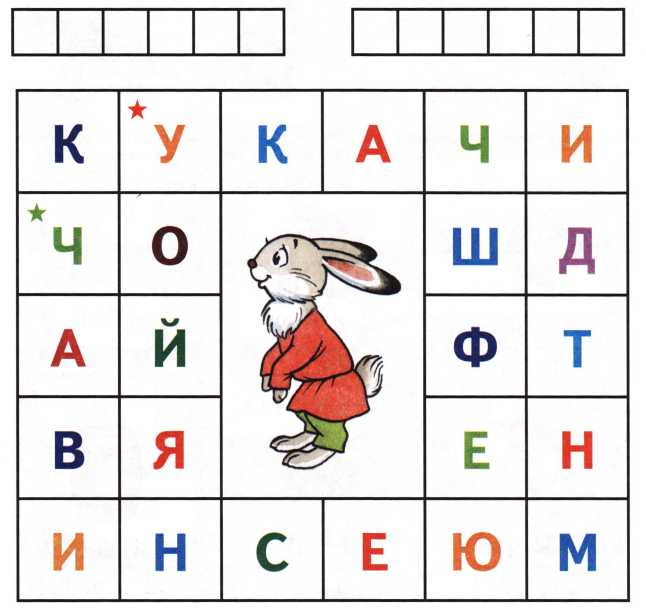 К У К А Ч И
Ч О Ш Д
А Й Ф Т
В Я Е Н
И Н С Е Ю М